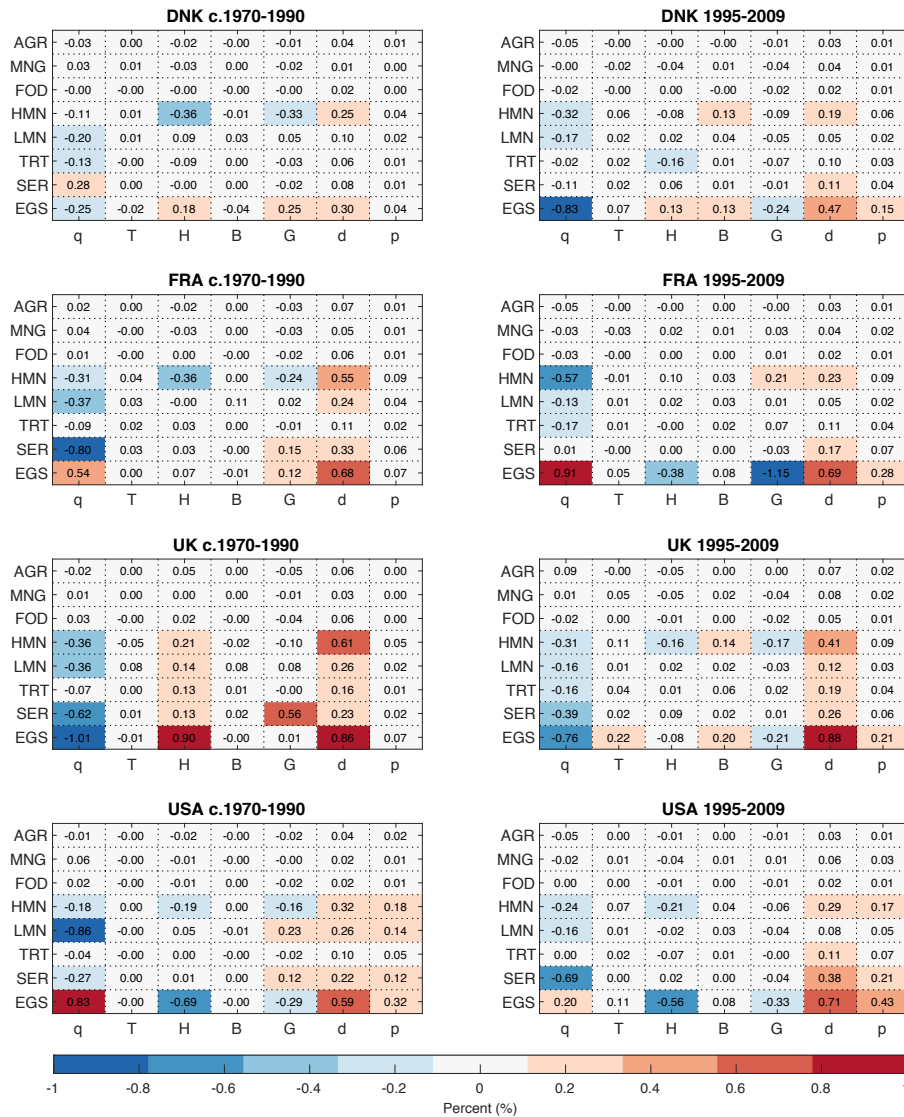 DNK c.1970-1990
AGR -0.03 0.00 -0.02 -0.00 -0.01 0.04 0.01
MNG 0.03 0.01 -0.03 0.00 -0.02 0.01 0.00
FOD -0.00 -0.00 -0.00 -0.00 -0.00 0.02 0.00
HMN -0.11 0.01 -0.36 -0.01 -0.33 0.25 0.04
LMN -0.20 0.01 0.09 0.03 0.05 0.10 0.02
TRT -0.13 -0.00 -0.09 0.00 -0.03 0.06 0.01
SER 0.28 0.00 -0.00 0.00 -0.02 0.08 0.01
EGS -0.25 -0.02 0.18 -0.04 0.25 0.30 0.04
q T H B G d p
DNK 1995-2009
-0.05 -0.00 0.00 -0.00 -0.01 0.03 0.01
-0.00 -0.02 -0.04 0.01 -0.04 0.04 0.01
-0.02 -0.00 -0.00 0.00 -0.02 0.02 0.01
HMN -0.32 0.06 -0.08 0.13 -0.09 0.19 0.06
LMN -0.17 0.02 0.02 0.04 -0.05 0.05 0.02
TRT -0.02 0.02 -0.16 0.01 -0.07 0.10 0.03
SER -0.11 0.02 0.06 0.01 -0.01 0.11 0.04
EGS -0.83 0.07 0.13 0.13 -0.24 0.47 0.15
q T H B G d p
FRA c.1970-1990
AGR 0.02 0.00 -0.02 0.00 -0.03 0.07 0.01
MNG 0.04 -0.00 -0.03 0.00 -0.03 0.05 0.01
FOD 0.01 -0.00 0.00 -0.00 -0.02 0.06 0.01
HMN -0.31 0.04 -0.36 0.00 -0.24 0.55 0.09
LMN -0.37 0.03 -0.00 0.11 0.02 0.24 0.04
TRT -0.09 0.02 0.03 0.00 -0.01 0.11 0.02
SER -0.80 0.03 0.03 0.00 0.15 0.33 0.06
EGS 0.54 0.00 0.07 -0.01 0.12 0.68 0.07
q T H B G d p
FRA 1995-2009
AGR -0.05 0.00 0.00 0.00 -0.01 0.04 0.01
MNG -0.03 -0.03 0.02 0.01 0.03 0.04 0.02
FOD -0.03 -0.00 0.00 0.00 0.01 0.02 0.01
HMN -0.57 -0.01 0.10 0.03 0.21 0.23 0.09
LMN -0.13 0.01 0.02 0.03 0.01 0.05 0.02
TRT -0.17 0.01 -0.00 0.02 0.07 0.11 0.04
SER 0.01 -0.00 0.00 0.00 -0.03 0.17 0.07
EGS 0.91 0.05 -0.38 0.08 -1.15 0.69 0.28
q T H B G d p
UK c.1970-1990
AGR -0.02 0.00 0.05 0.00 -0.05 0.06 0.00
MNG 0.01 0.00 0.01 0.00 -0.03 0.03 0.00
FOD 0.03 -0.00 0.02 -0.00 -0.04 0.06 0.00
HMN -0.36 -0.05 0.21 -0.02 -0.10 0.61 0.05
LMN -0.36 0.08 0.14 0.08 0.08 0.26 0.02
TRT -0.07 0.00 0.13 0.01 -0.00 0.16 0.01
SER -0.62 0.01 0.13 0.02 0.56 0.23 0.02
EGS -1.01 -0.01 0.90 -0.00 0.01 0.86 0.07
q T H B G d p
UK 1995-2009
AGR 0.09 -0.00 -0.05 0.00 0.00 0.07 0.02
MNG 0.01 0.05 -0.05 0.02 -0.04 0.08 0.02
FOD -0.02 -0.00 0.00 0.00 -0.02 0.05 0.01
HMN -0.31 0.11 -0.16 0.14 -0.17 0.41 0.09
LMN -0.16 0.01 0.02 0.02 -0.03 0.12 0.03
TRT -0.16 0.04 0.01 0.06 0.02 0.19 0.04
SER -0.39 0.02 0.09 0.02 0.01 0.26 0.06
EGS -0.76 0.22 -0.08 0.20 -0.21 0.88 0.21
q T H B G d p
USA c.1970-1990
AGR -0.01 -0.00 -0.02 -0.00 -0.02 0.04 0.02
MNG 0.06 -0.00 -0.01 -0.00 -0.00 0.02 0.01
FOD 0.02 -0.00 -0.01 0.00 -0.01 0.02 0.01
HMN -0.18 0.00 -0.19 0.00 -0.16 0.32 0.18
LMN -0.86 -0.00 0.05 -0.01 0.23 0.26 0.14
TRT -0.04 -0.00 0.00 0.00 -0.02 0.10 0.05
SER -0.27 0.00 0.01 0.00 0.12 0.22 0.12
EGS 0.83 -0.00 -0.69 -0.00 -0.29 0.59 0.32
q T H B G d p
USA 1995-2009
AGR -0.05 0.00 -0.01 0.00 -0.01 0.03 0.01
MNG -0.02 0.01 -0.04 0.01 0.01 0.06 0.03
FOD 0.00 0.00 -0.01 0.00 -0.01 0.02 0.01
HMN -0.24 0.07 -0.21 0.04 -0.06 0.29 0.17
LMN -0.16 0.01 -0.02 0.03 -0.04 0.08 0.05
TRT 0.00 0.02 -0.07 0.01 -0.00 0.11 0.07
SER -0.69 0.00 0.02 0.00 -0.04 0.38 0.21
EGS 0.20 0.11 -0.56 0.08 -0.33 0.71 0.43
q T H B G d p
-1 -0.8 -0.6 -0.4 -0.2 0 0.2 0.4 0.6 0.8 1
Percent (%)